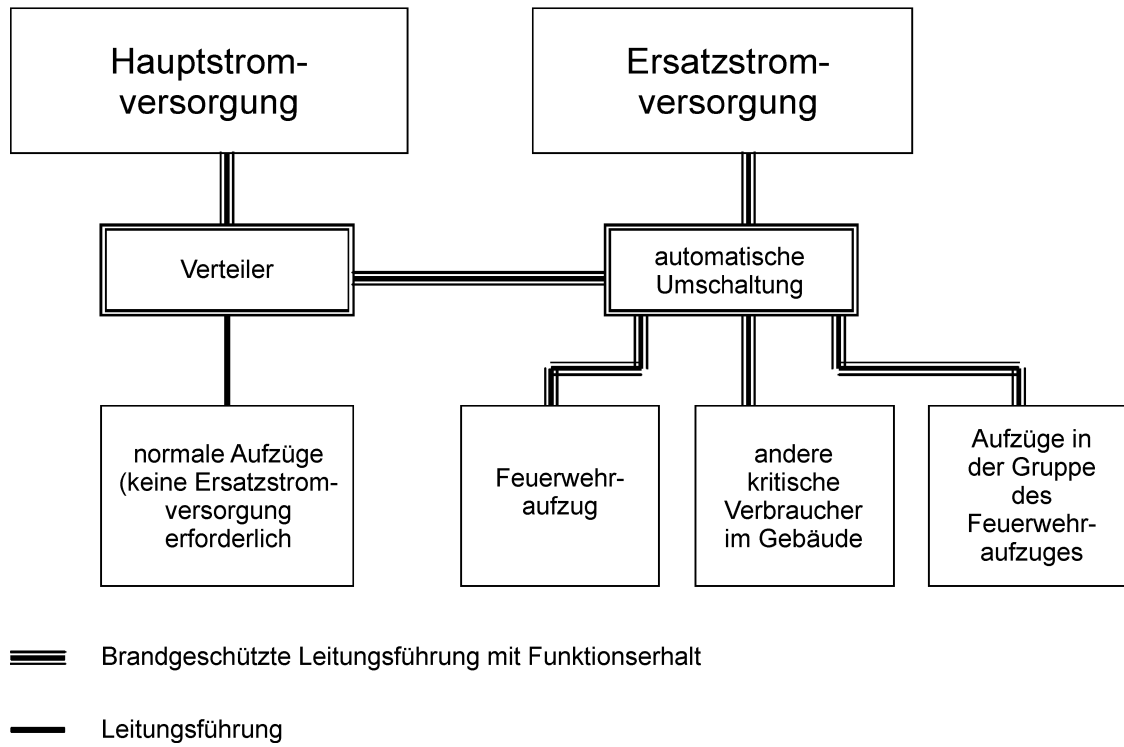 Hauptstrom-
versorgung
Ersatzstrom-
versorgung
Verteiler
automatische
Umschaltung
normale Aufzüge
(keine Ersatzstrom-
versorgung
erforderlich
Feuerwehr-
aufzug
andere
kritische
Verbraucher
im Gebäude
Aufzüge in
der Gruppe
des
Feuerwehr-
aufzuges
Brandgeschützte Leitungsführung mit Funktionserhalt
Leitungsführung